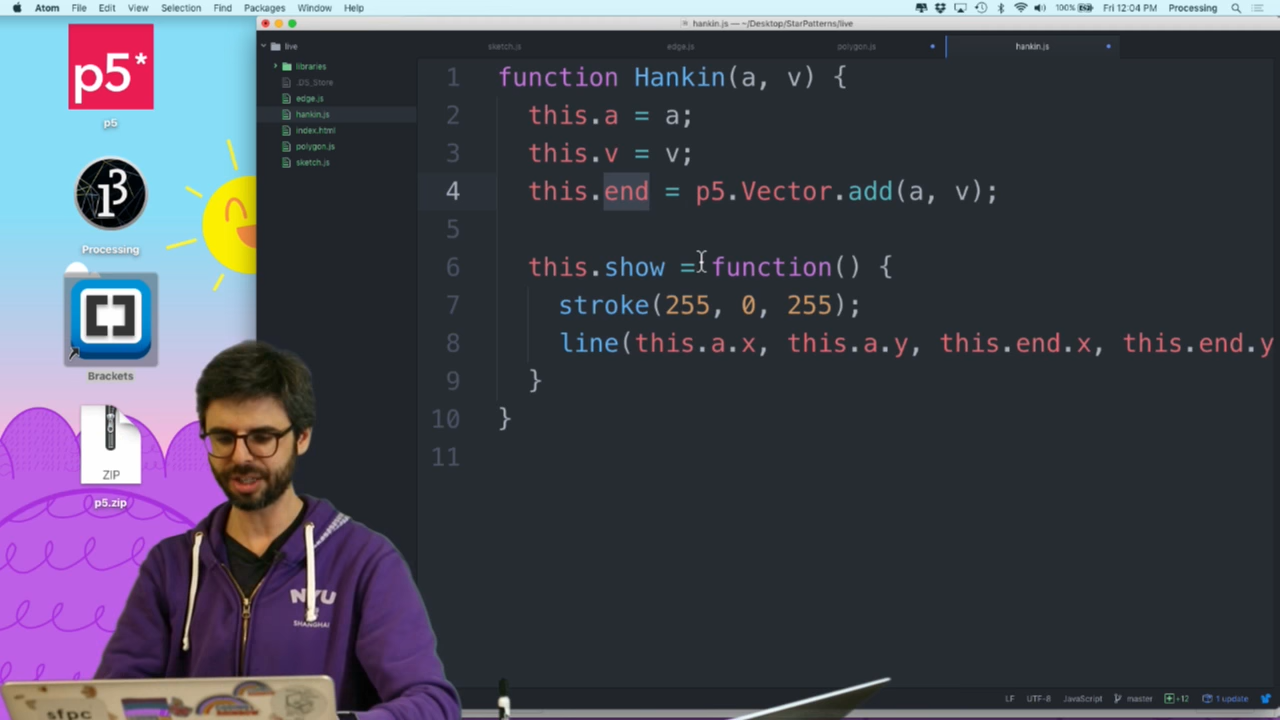 Atom File Edit View Selection Find Packages Window Help
100% Fri 12:04 PM Processing
hankin.js — ~/Desktop/StarPatterns/live
live
libraries
.DS_Store
edge.js
hankin.js
index.html
polygon.js
sketch.js
sketch.js edge.js polygon.js hankin.js
1 function Hankin(a, v) {
2 this.a = a;
3 this.v = v;
4 this.end = p5.Vector.add(a, v);
5
6 this.show = function() {
7 stroke(255, 0, 255);
8 line(this.a.x, this.a.y, this.end.x, this.end.y
9 }
10 }
11
p5*
p5
Processing
Brackets
ZIP
p5.zip
NYU
SHANGHAI
sfpc
LF UTF-8 JavaScript master +12 1 update